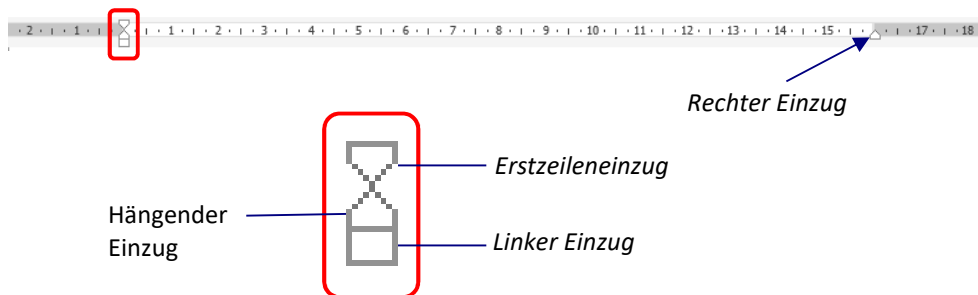 · 2 · ı · 1 · ı · · ı · 1 · ı · 2 · ı · 3 · ı · 4 · ı · 5 · ı · 6 · ı · 7 · ı · 8 · ı · 9 · ı · 10 · ı · 11 · ı · 12 · ı · 13 · ı · 14 · ı · 15 · ı · · ı · 17 · ı · 18
Rechter Einzug
Erstzeileneinzug
Hängender
Einzug
Linker Einzug